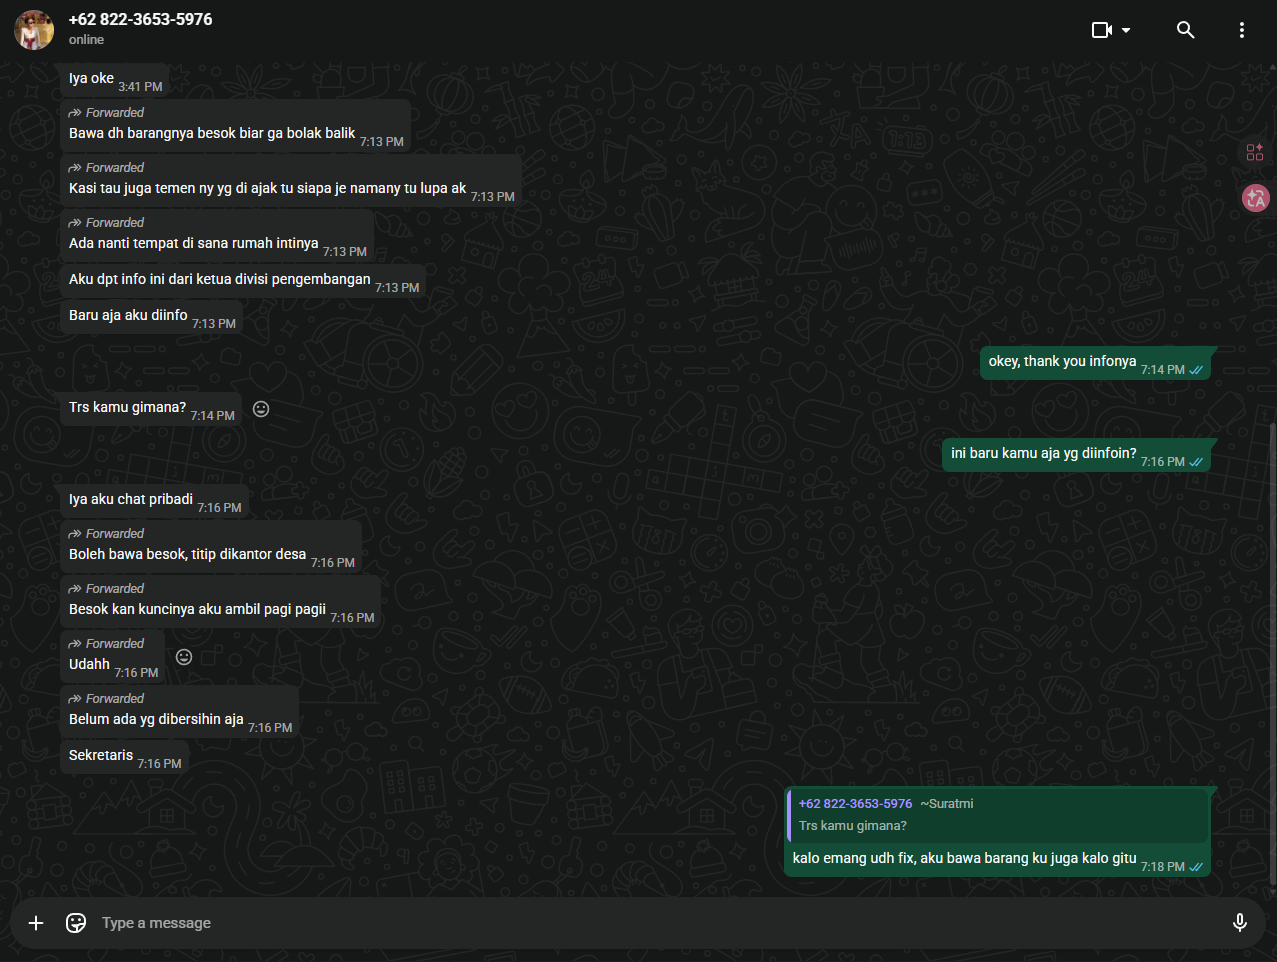 +62 822-3653-5976
online
Iya oke 3:41 PM
Forwarded
Bawa dh barangnya besok biar ga bolak balik 7:13 PM
Forwarded
Kasi tau juga temen ny yg di ajak tu siapa je namany tu lupa ak 7:13 PM
Forwarded
Ada nanti tempat di sana rumah intinya 7:13 PM
Aku dpt info ini dari ketua divisi pengembangan 7:13 PM
Baru aja aku diinfo 7:13 PM
okey, thank you infonya 7:14 PM
Trs kamu gimana? 7:14 PM
ini baru kamu aja yg diinfoin? 7:16 PM
Iya aku chat pribadi 7:16 PM
Forwarded
Boleh bawa besok, titip dikantor desa 7:16 PM
Forwarded
Besok kan kuncinya aku ambil pagi pagii 7:16 PM
Forwarded
Udahh 7:16 PM
Forwarded
Belum ada yg dibersihin aja 7:16 PM
Sekretaris 7:16 PM
+62 822-3653-5976 ~Suratmi
Trs kamu gimana?
kalo emang udh fix, aku bawa barang ku juga kalo gitu 7:18 PM
Type a message